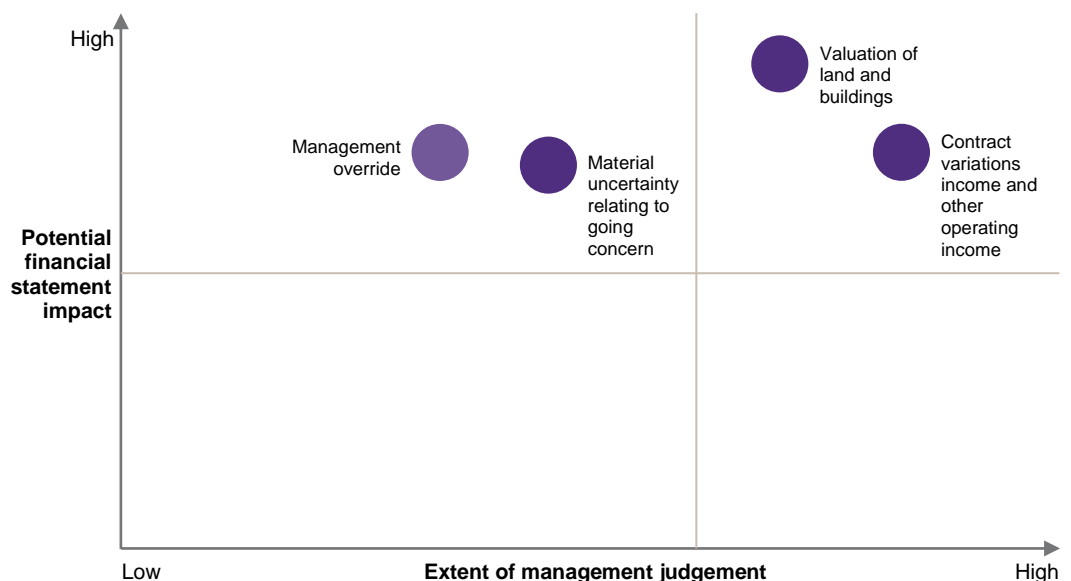 High
Valuation of
land and
buildings
Management
override
Material
uncertainty
relating to
going
concern
Contract
variations
income and
other
operating
income
Potential
financial
statement
impact
Low
Extent of management judgement
High